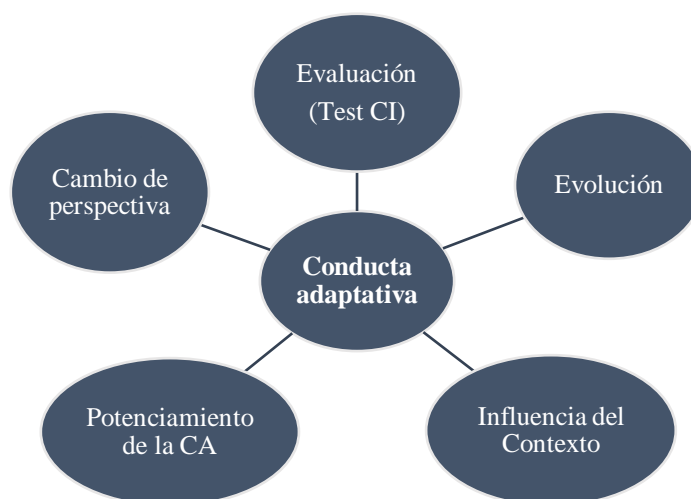 Evaluación
(Test CI)
Cambio de
perspectiva
Evolución
Conducta
adaptativa
Potenciamiento
de la CA
Influencia del
Contexto